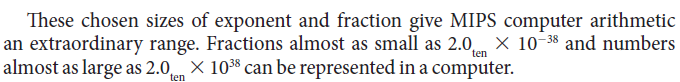 These chosen sizes of exponent and fraction give MIPS computer arithmetic
an extraordinary range. Fractions almost as small as 2.0ten × 10−38 and numbers
almost as large as 2.0ten × 1038 can be represented in a computer.